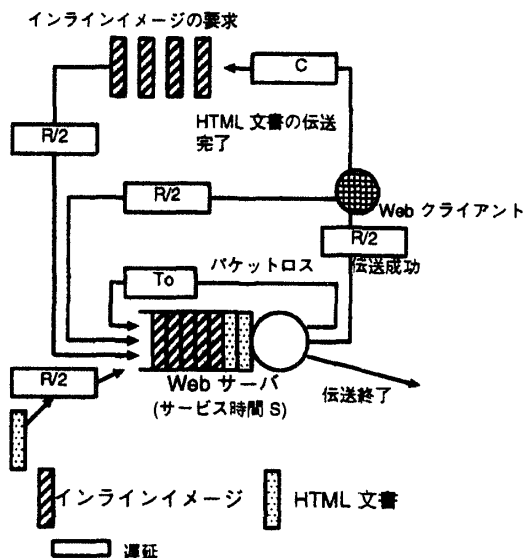 インラインイメージの要求
C
R/2
HTML 文書の伝送
完了
R/2
Web クライアント
R/2
伝送成功
パケットロス
To
R/2
Web サーバ
(サービス時間 S)
伝送終了
インラインイメージ
HTML 文書
遅延